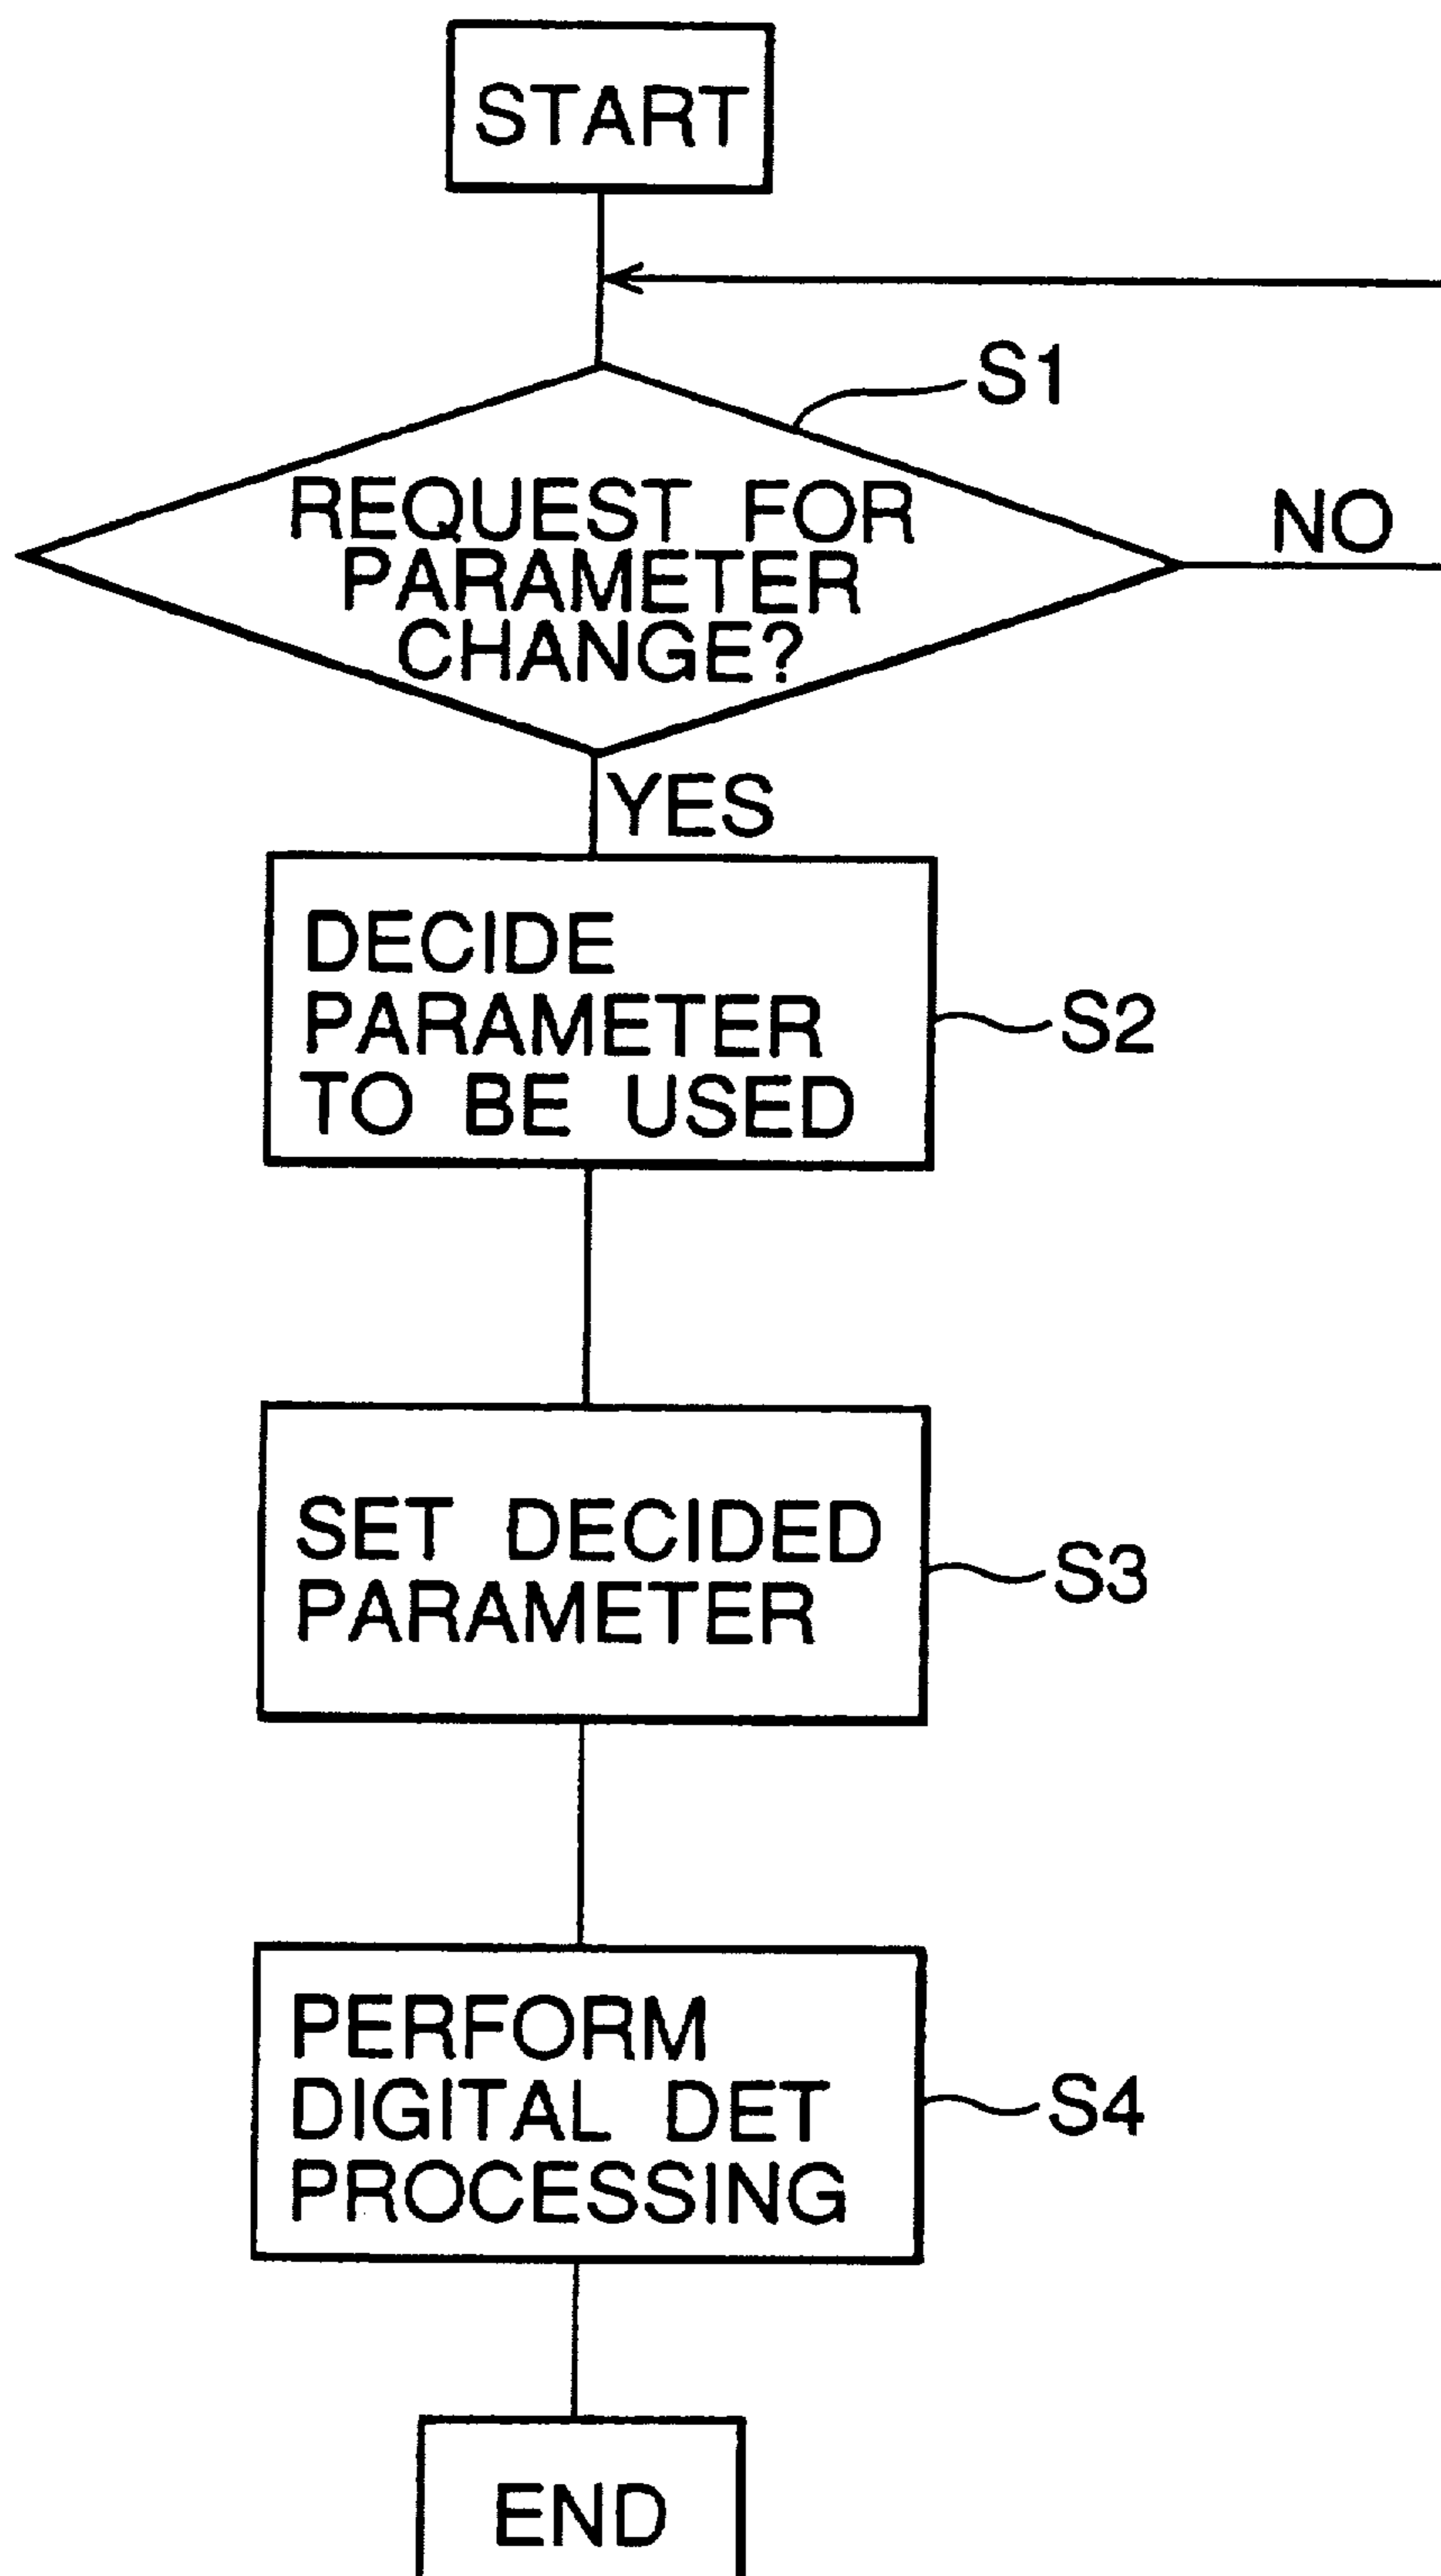 START
S1
REQUEST FOR
PARAMETER
CHANGE?
NO
YES
DECIDE
PARAMETER
TO BE USED
S2
SET DECIDED
PARAMETER
S3
PERFORM
DIGITAL DET
PROCESSING
S4
END